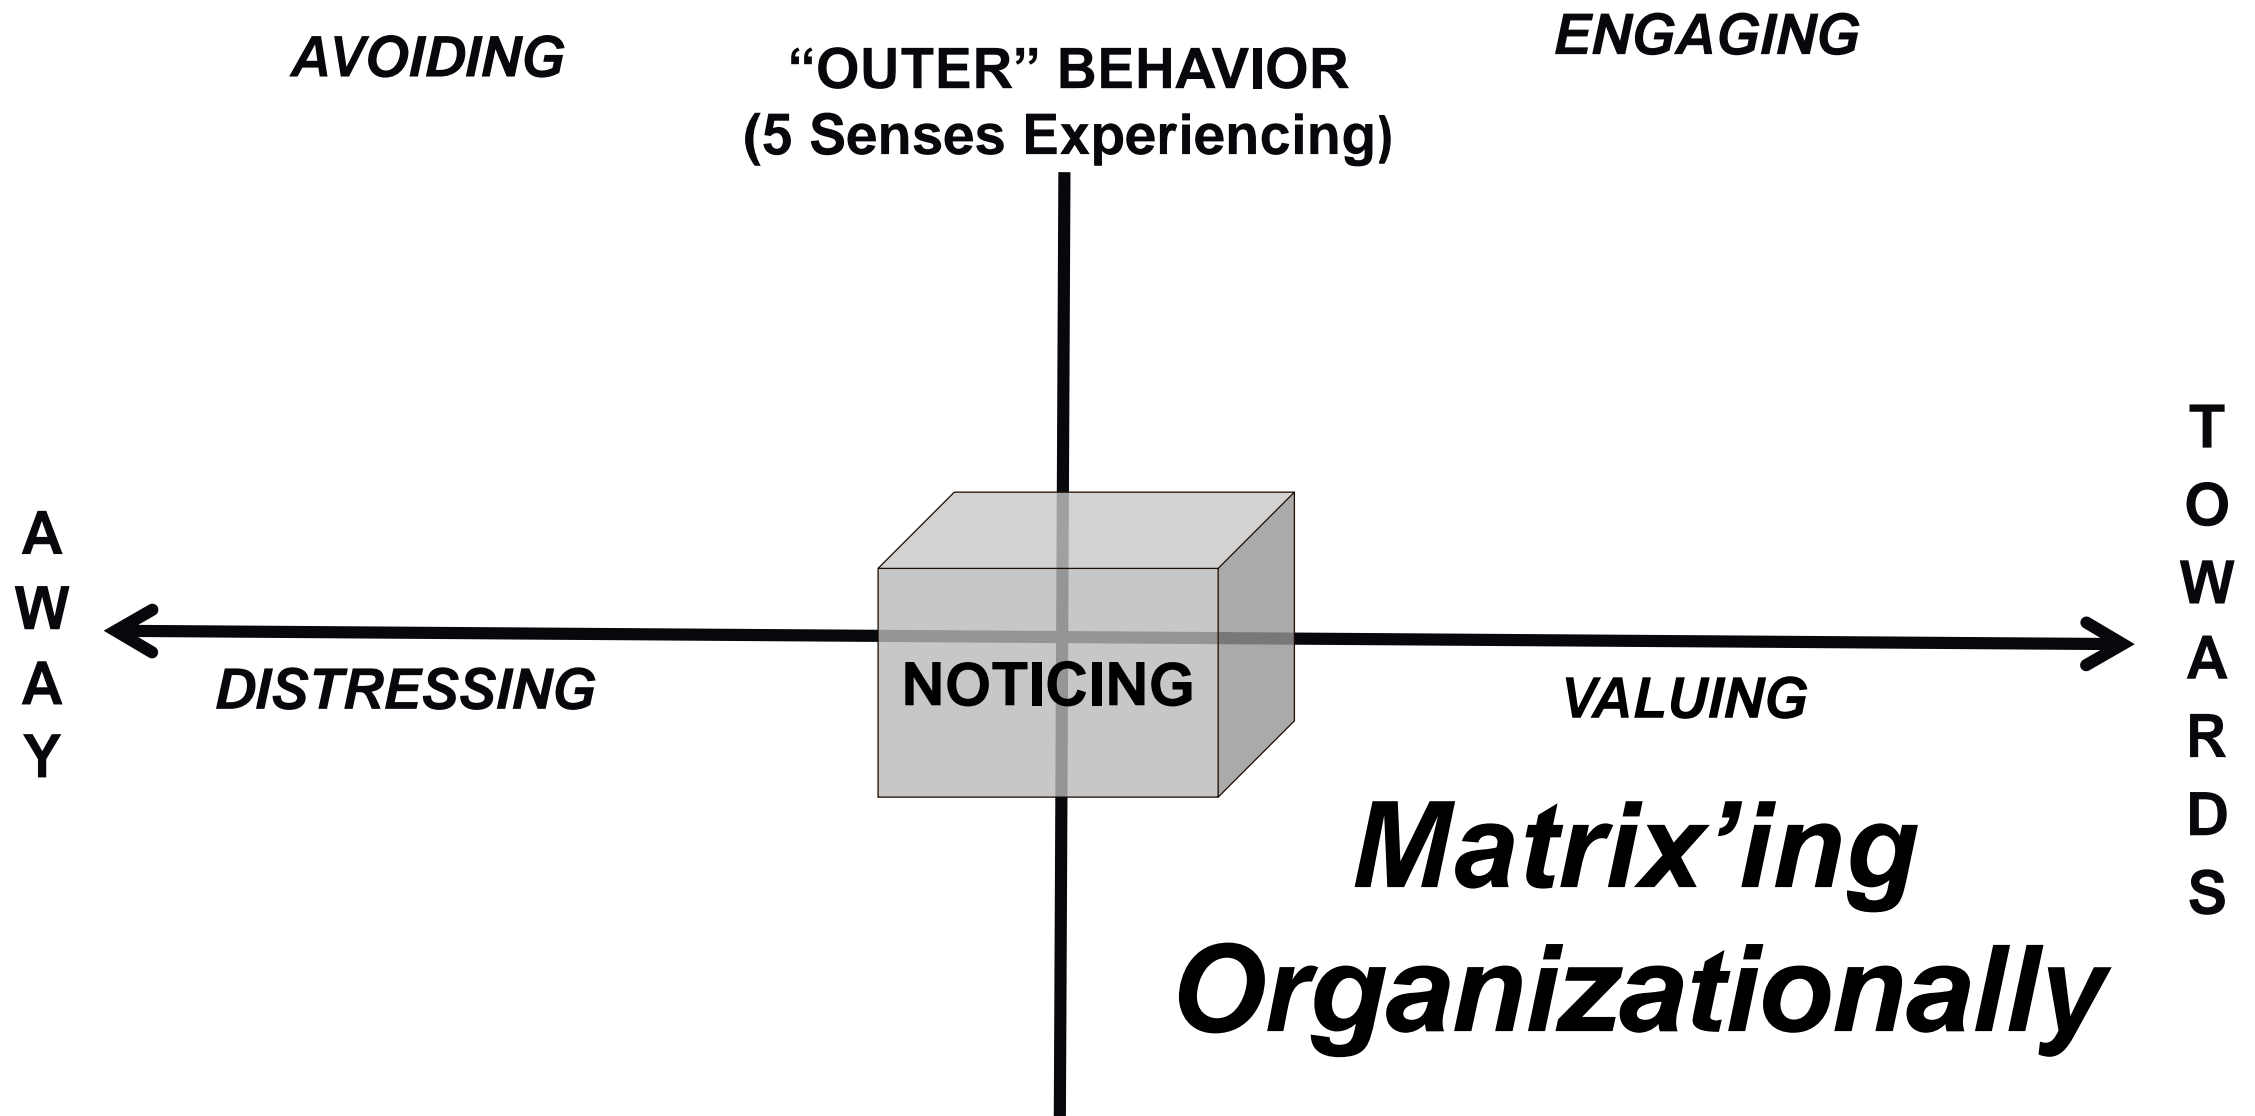 AVOIDING
“OUTER” BEHAVIOR
(5 Senses Experiencing)
ENGAGING
A
W
A
Y
DISTRESSING
NOTICING
VALUING
T
O
W
A
R
D
S
Matrix’ing
Organizationally